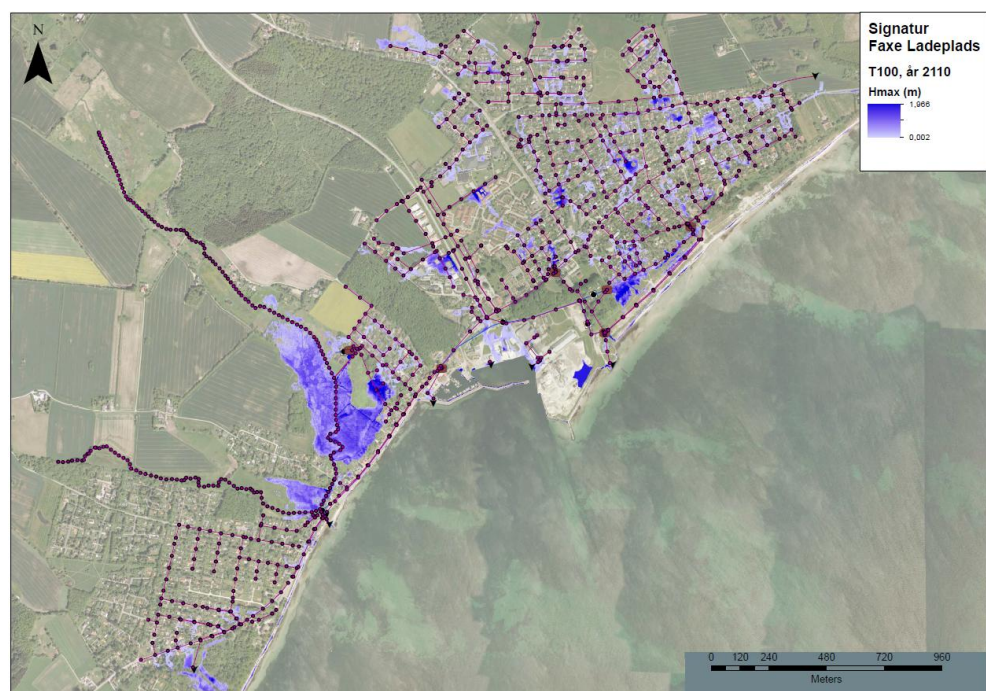 N
Signatur
Faxe Ladeplads
T100, år 2110
Hmax (m)
1,966
0,002
0 120 240 480 720 960
Meters